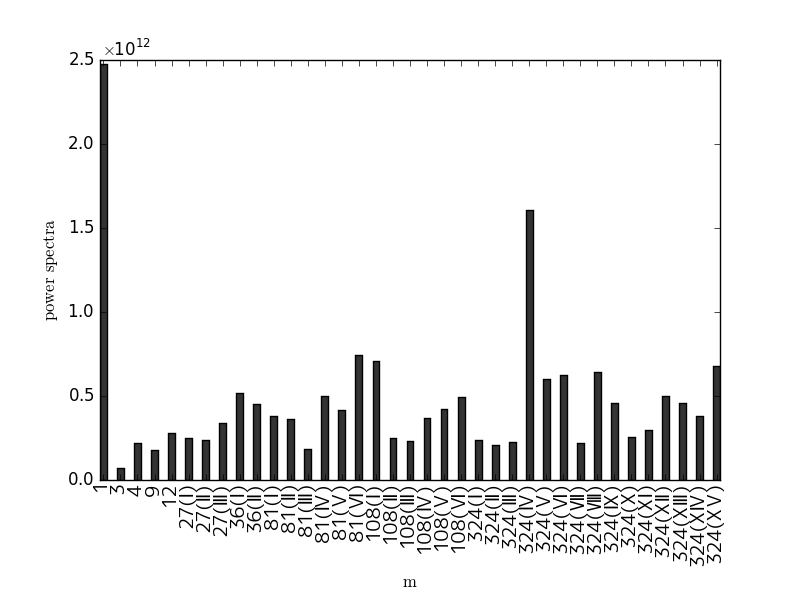 ×10¹²
2.5
2.0
1.5
1.0
0.5
0.0
power spectra
1
3
4
9
12
27(I)
27(II)
27(III)
36(I)
36(II)
81(I)
81(II)
81(III)
81(IV)
81(V)
81(VI)
108(I)
108(II)
108(III)
108(IV)
108(V)
108(VI)
324(I)
324(II)
324(III)
324(IV)
324(V)
324(VI)
324(VII)
324(VIII)
324(IX)
324(X)
324(XI)
324(XII)
324(XIII)
324(XIV)
324(XV)
m